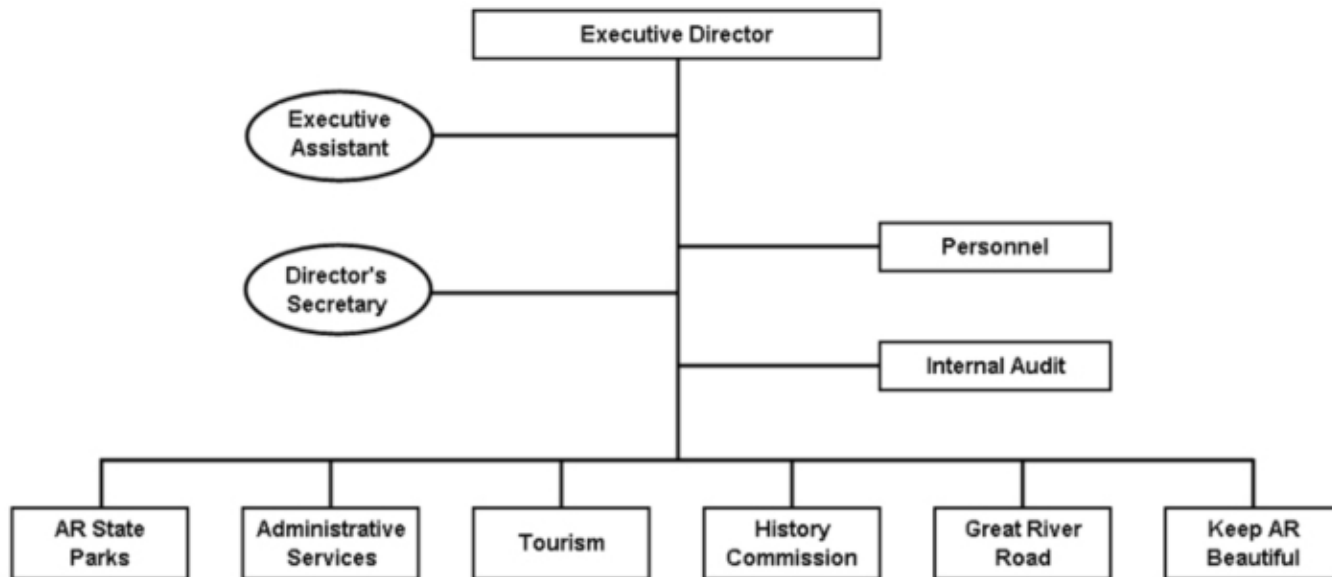 Executive Director
Executive
Assistant
Personnel
Director's
Secretary
Internal Audit
AR State
Parks
Administrative
Services
Tourism
History
Commission
Great River
Road
Keep AR
Beautiful